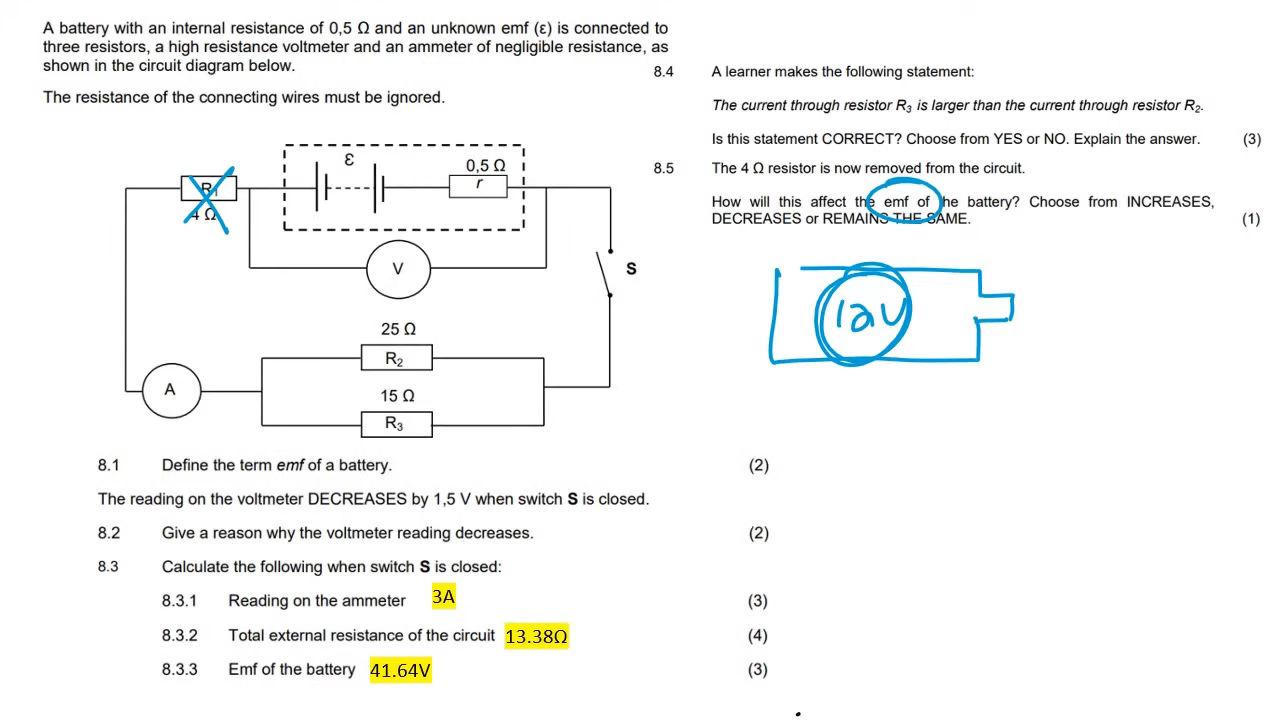 A battery with an internal resistance of 0,5 Ω and an unknown emf (ε) is connected to
three resistors, a high resistance voltmeter and an ammeter of negligible resistance, as
shown in the circuit diagram below.
The resistance of the connecting wires must be ignored.
R1
4 Ω
ε
0,5 Ω
r
V
S
25 Ω
R2
A
15 Ω
R3
8.1 Define the term emf of a battery. (2)
The reading on the voltmeter DECREASES by 1,5 V when switch S is closed.
8.2 Give a reason why the voltmeter reading decreases. (2)
8.3 Calculate the following when switch S is closed:
8.3.1 Reading on the ammeter 3A (3)
8.3.2 Total external resistance of the circuit 13.38Ω (4)
8.3.3 Emf of the battery 41.64V (3)
8.4 A learner makes the following statement:
The current through resistor R3 is larger than the current through resistor R2.
Is this statement CORRECT? Choose from YES or NO. Explain the answer. (3)
8.5 The 4 Ω resistor is now removed from the circuit.
How will this affect the emf of the battery? Choose from INCREASES,
DECREASES or REMAINS THE SAME. (1)
12V